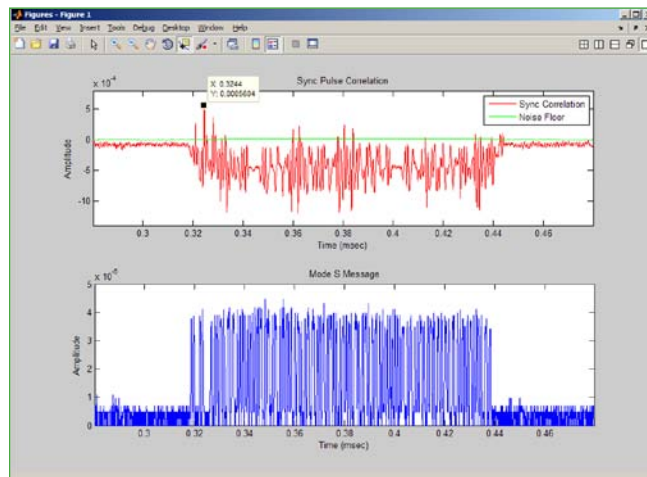 Figures - Figure 1
File Edit View Insert Tools Debug Desktop Window Help
Sync Pulse Correlation
x 10⁻⁴
X: 0.3244
Y: 0.0005604
Sync Correlation
Noise Floor
5
0
-5
-10
Amplitude
0.3 0.32 0.34 0.36 0.38 0.4 0.42 0.44 0.46
Time (msec)
Mode S Message
5
4
3
2
1
0
Amplitude
0.3 0.32 0.34 0.36 0.38 0.4 0.42 0.44 0.46
Time (msec)